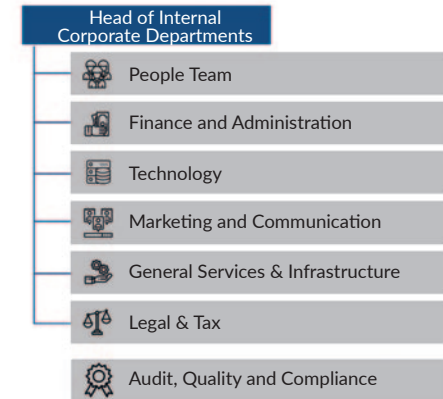 Head of Internal
Corporate Departments
People Team
Finance and Administration
Technology
Marketing and Communication
General Services & Infrastructure
Legal & Tax
Audit, Quality and Compliance